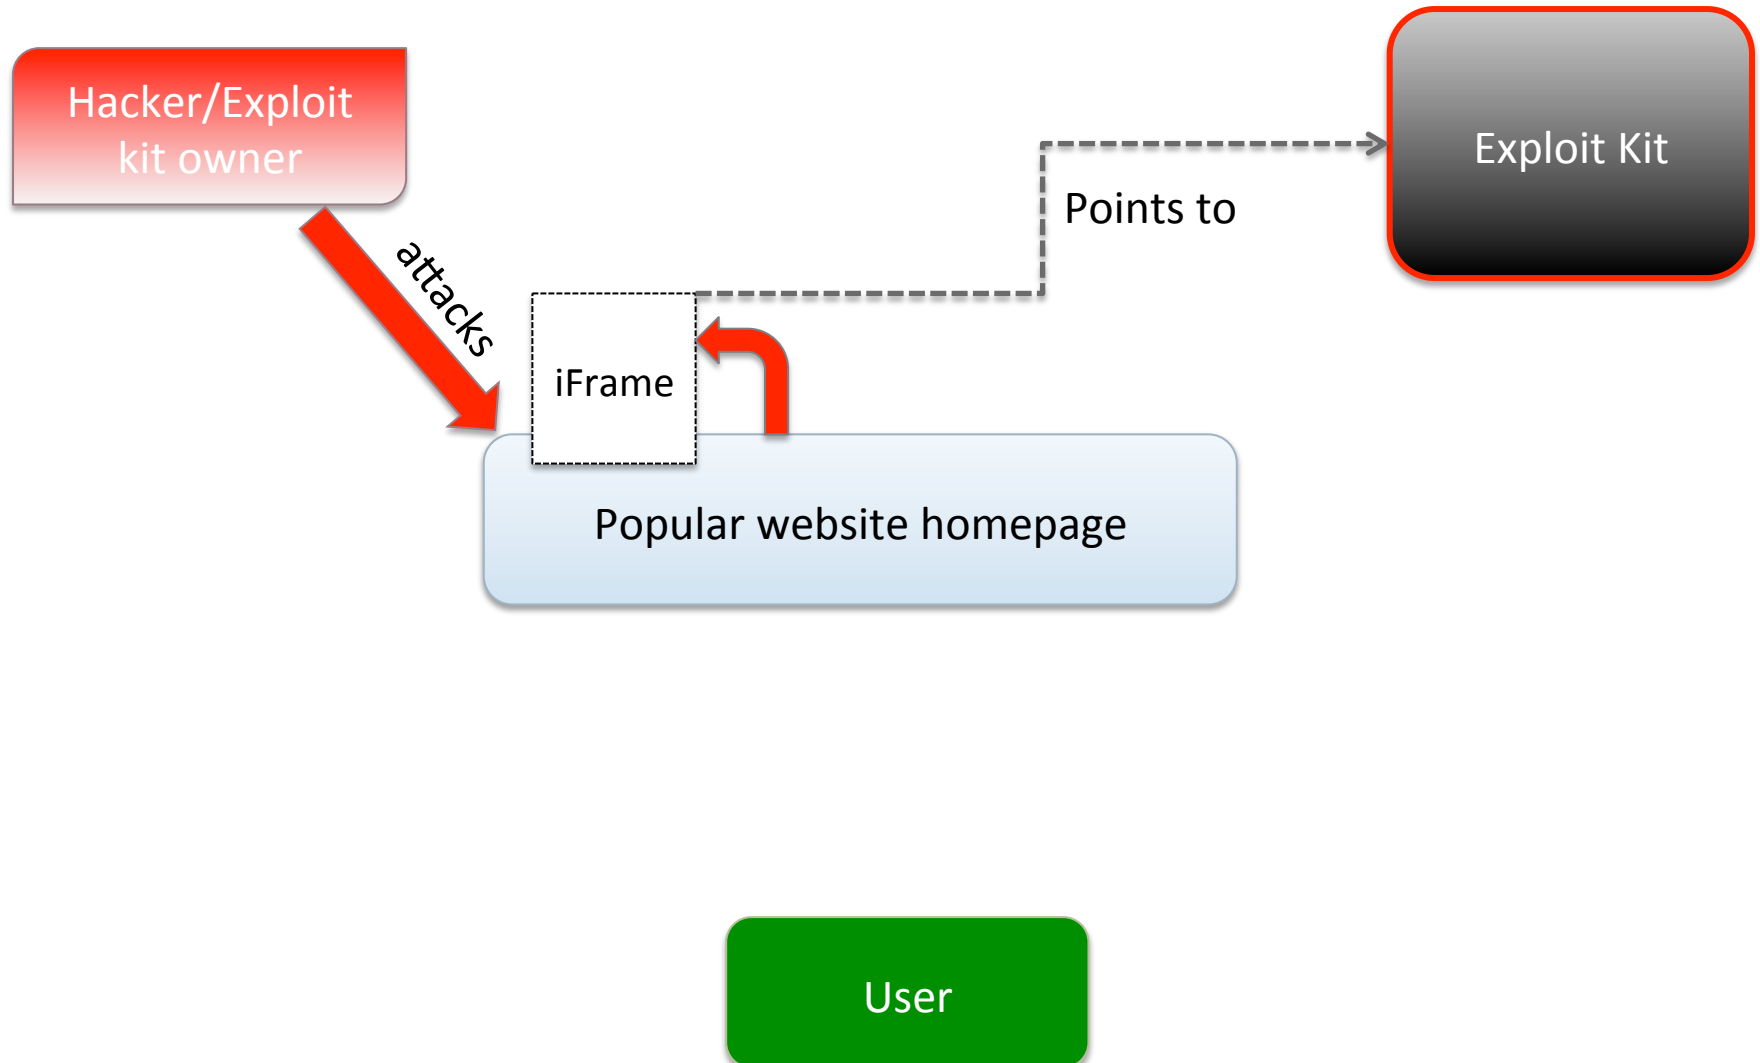 Hacker/Exploit
kit owner
Exploit Kit
Points to
attacks
iFrame
Popular website homepage
User